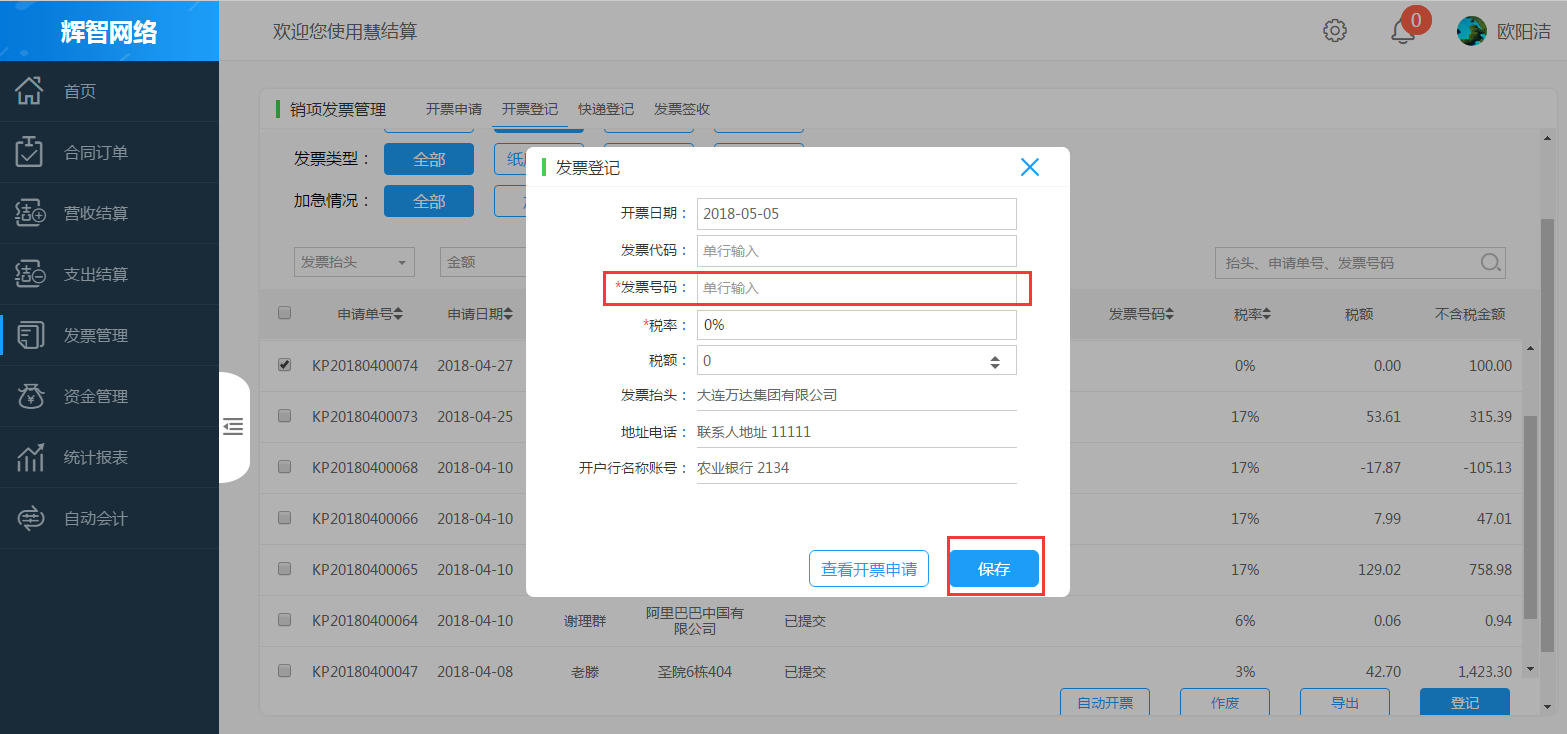 辉智网络
欢迎您使用慧结算
0
欧阳洁
首页
合同订单
营收结算
支出结算
发票管理
资金管理
统计报表
自动会计
销项发票管理 开票申请 开票登记 快递登记 发票签收
发票类型： 全部
加急情况： 全部
发票抬头 金额 抬头、申请单号、发票号码
申请单号 申请日期 发票号码 税率 税额 不含税金额
KP20180400074 2018-04-27 0% 0.00 100.00
KP20180400073 2018-04-25 17% 53.61 315.39
KP20180400068 2018-04-10 17% -17.87 -105.13
KP20180400066 2018-04-10 17% 7.99 47.01
KP20180400065 2018-04-10 17% 129.02 758.98
KP20180400064 2018-04-10 谢理群 阿里巴巴中国有
限公司 已提交 6% 0.06 0.94
KP20180400047 2018-04-08 老滕 圣院6栋404 已提交 3% 42.70 1,423.30
自动开票 作废 导出 登记
发票登记
开票日期： 2018-05-05
发票代码： 单行输入
*发票号码： 单行输入
*税率： 0%
税额： 0
发票抬头： 大连万达集团有限公司
地址电话： 联系人地址 11111
开户行名称账号： 农业银行 2134
查看开票申请 保存